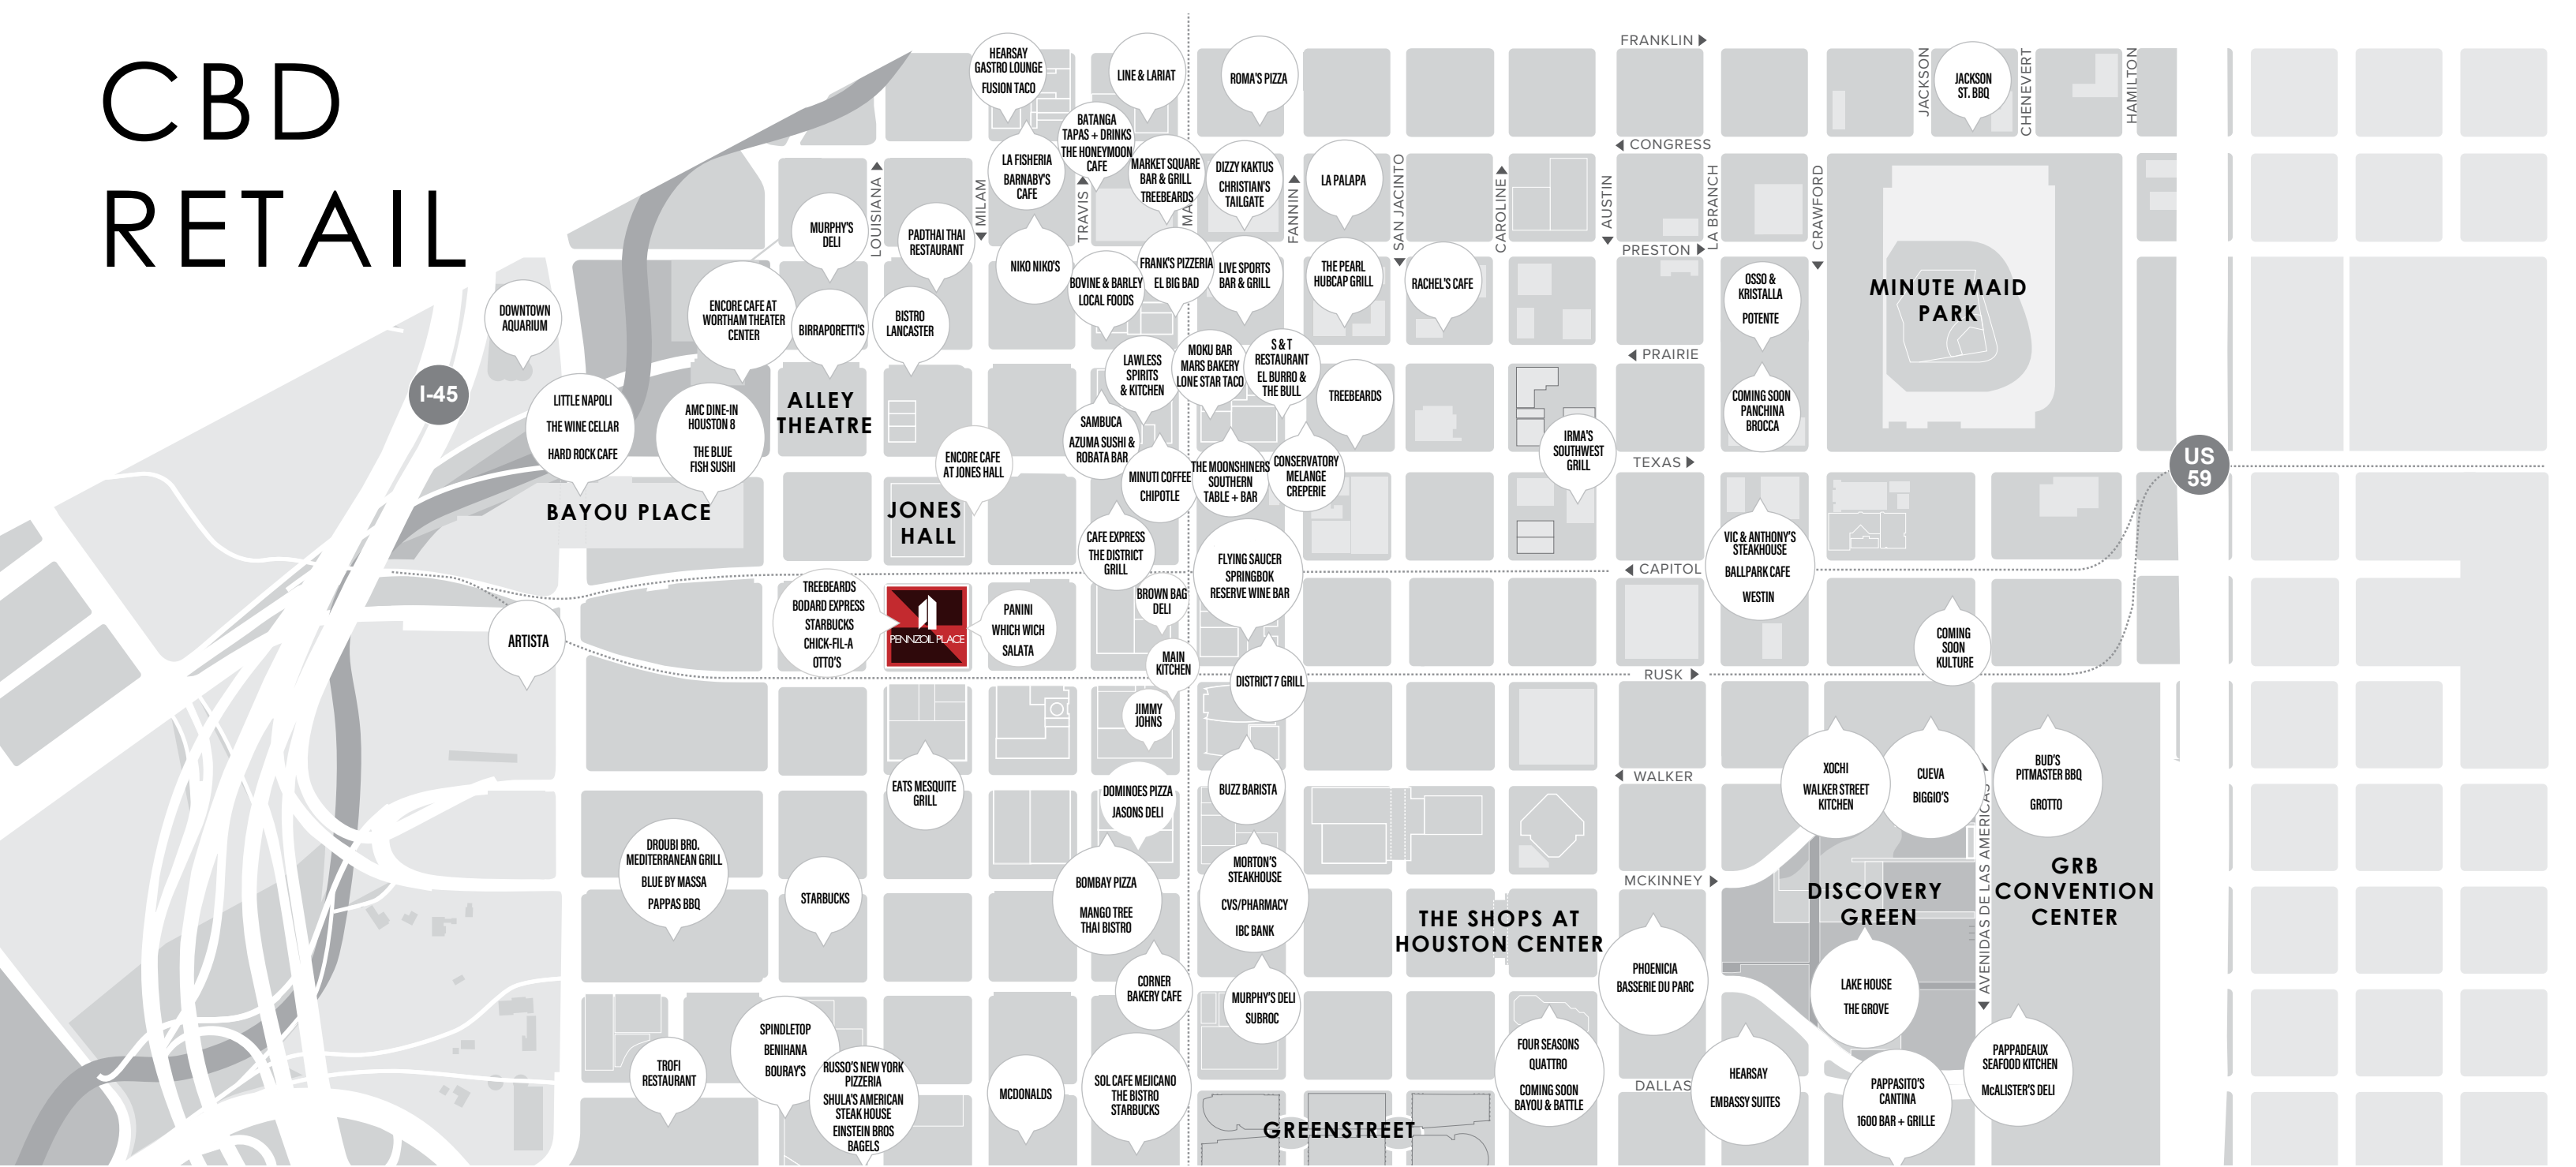 CBD
RETAIL
HEARSAY
GASTRO LOUNGE
FUSION TACO
LINE & LARIAT
ROMA'S PIZZA
FRANKLIN
JACKSON
JACKSON
ST. BBQ
CHENEVERT
HAMILTON
BATANGA
TAPAS + DRINKS
THE HONEYMOON
CAFE
CONGRESS
LA FISHERIA
BARNABY'S
CAFE
MARKET SQUARE
BAR & GRILL
TREEBEARDS
DIZZY KAKTUS
CHRISTIAN'S
TAILGATE
LA PALAPA
LOUISIANA
MILAM
TRAVIS
MA
FANNIN
SAN JACINTO
CAROLINE
AUSTIN
LA BRANCH
CRAWFORD
MURPHY'S
DELI
PADTHAI THAI
RESTAURANT
PRESTON
NIKO NIKO'S
BOVINE & BARLEY
LOCAL FOODS
FRANK'S PIZZERIA
EL BIG BAD
LIVE SPORTS
BAR & GRILL
THE PEARL
HUBCAP GRILL
RACHEL'S CAFE
OSSO &
KRISTALLA
POTENTE
MINUTE MAID
PARK
DOWNTOWN
AQUARIUM
ENCORE CAFE AT
WORTHAM THEATER
CENTER
BIRRAPORETTI'S
BISTRO
LANCASTER
PRAIRIE
I-45
LITTLE NAPOLI
THE WINE CELLAR
HARD ROCK CAFE
AMC DINE-IN
HOUSTON 8
THE BLUE
FISH SUSHI
ALLEY
THEATRE
LAWLESS
SPIRITS
& KITCHEN
MOKU BAR
MARS BAKERY
LONE STAR TACO
S & T
RESTAURANT
EL BURRO &
THE BULL
TREEBEARDS
COMING SOON
PANCHINA
BROCCA
SAMBUCA
AZUMA SUSHI &
ROBATA BAR
IRMA'S
SOUTHWEST
GRILL
TEXAS
US
59
ENCORE CAFE
AT JONES HALL
MINUTI COFFEE
CHIPOTLE
THE MOONSHINERS
SOUTHERN
TABLE + BAR
CONSERVATORY
MELANGE
CREPERIE
BAYOU PLACE
JONES
HALL
CAFE EXPRESS
THE DISTRICT
GRILL
FLYING SAUCER
SPRINGBOK
RESERVE WINE BAR
VIC & ANTHONY'S
STEAKHOUSE
BALLPARK CAFE
WESTIN
CAPITOL
TREEBEARDS
BODARD EXPRESS
STARBUCKS
CHICK-FIL-A
OTTO'S
PENNZOIL PLACE
PANINI
WHICH WICH
SALATA
BROWN BAG
DELI
ARTISTA
COMING
SOON
KULTURE
MAIN
KITCHEN
DISTRICT 7 GRILL
RUSK
JIMMY
JOHNS
EATS MESQUITE
GRILL
DOMINOES PIZZA
JASONS DELI
BUZZ BARISTA
WALKER
XOCHI
WALKER STREET
KITCHEN
CUEVA
BIGGIO'S
BUD'S
PITMASTER BBQ
GROTTO
DROUBI BRO.
MEDITERRANEAN GRILL
BLUE BY MASSA
PAPPAS BBQ
STARBUCKS
BOMBAY PIZZA
MANGO TREE
THAI BISTRO
MORTON'S
STEAKHOUSE
CVS/PHARMACY
IBC BANK
MCKINNEY
THE SHOPS AT
HOUSTON CENTER
DISCOVERY
GREEN
AVENIDAS DE LAS AMERICAS
GRB
CONVENTION
CENTER
CORNER
BAKERY CAFE
MURPHY'S DELI
SUBROC
PHOENICIA
BASSERIE DU PARC
LAKE HOUSE
THE GROVE
TROFI
RESTAURANT
SPINDLETOP
BENIHANA
BOURAY'S
RUSSO'S NEW YORK
PIZZERIA
SHULA'S AMERICAN
STEAK HOUSE
EINSTEIN BROS
BAGELS
MCDONALDS
SOL CAFE MEJICANO
THE BISTRO
STARBUCKS
FOUR SEASONS
QUATTRO
COMING SOON
BAYOU & BATTLE
DALLAS
HEARSAY
EMBASSY SUITES
PAPPASITO'S
CANTINA
1600 BAR + GRILLE
PAPPADEAUX
SEAFOOD KITCHEN
McALISTER'S DELI
GREENSTREET